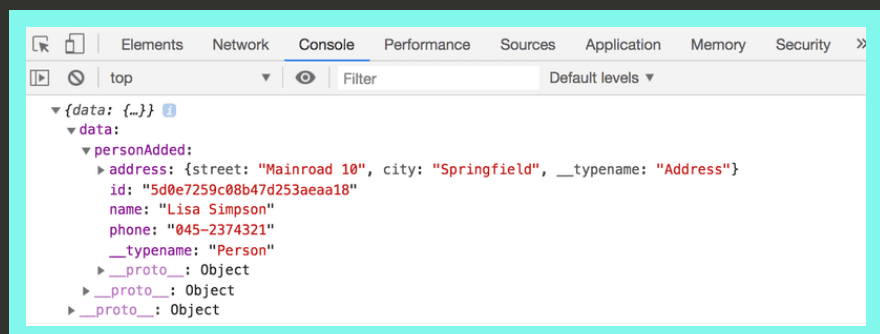 Elements Network Console Performance Sources Application Memory Security »
top ▼ Filter Default levels ▼
▼{data: {…}} i
▼data:
▼personAdded:
▶address: {street: "Mainroad 10", city: "Springfield", __typename: "Address"}
id: "5d0e7259c08b47d253aeaa18"
name: "Lisa Simpson"
phone: "045-2374321"
__typename: "Person"
▶__proto__: Object
▶__proto__: Object
▶__proto__: Object